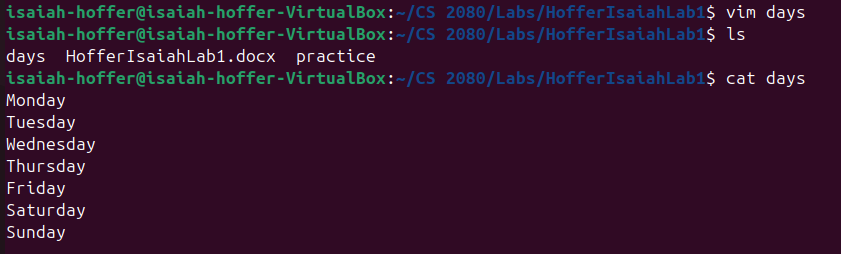 isaiah-hoffer@isaiah-hoffer-VirtualBox:~/CS 2080/Labs/HofferIsaiahLab1$ vim days
isaiah-hoffer@isaiah-hoffer-VirtualBox:~/CS 2080/Labs/HofferIsaiahLab1$ ls
days  HofferIsaiahLab1.docx  practice
isaiah-hoffer@isaiah-hoffer-VirtualBox:~/CS 2080/Labs/HofferIsaiahLab1$ cat days
Monday
Tuesday
Wednesday
Thursday
Friday
Saturday
Sunday